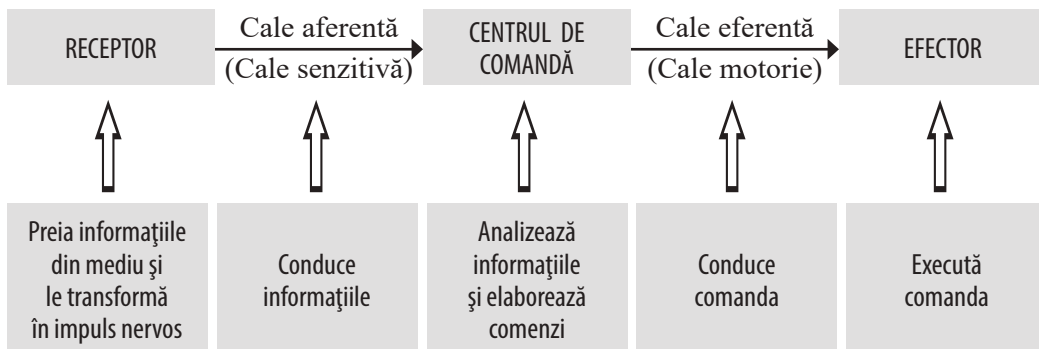 RECEPTOR
Cale aferentă
(Cale senzitivă)
CENTRUL DE
COMANDĂ
Cale eferentă
(Cale motorie)
EFECTOR
Preia informaţiile
din mediu şi
le transformă
în impuls nervos
Conduce
informaţiile
Analizează
informaţiile
şi elaborează
comenzi
Conduce
comanda
Execută
comanda